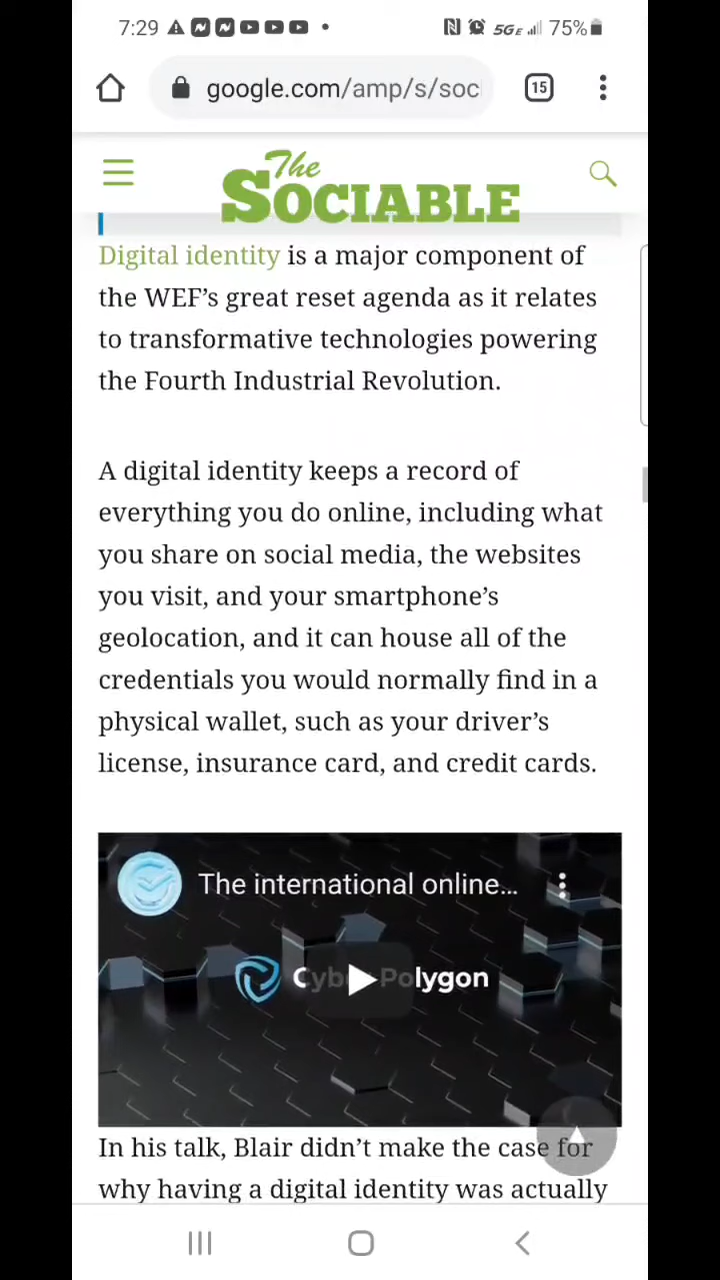 7:29 5GE 75%
google.com/amp/s/soc 15
The
SOCIABLE
Digital identity is a major component of
the WEF’s great reset agenda as it relates
to transformative technologies powering
the Fourth Industrial Revolution.
A digital identity keeps a record of
everything you do online, including what
you share on social media, the websites
you visit, and your smartphone’s
geolocation, and it can house all of the
credentials you would normally find in a
physical wallet, such as your driver’s
license, insurance card, and credit cards.
The international online...
Cyber Polygon
In his talk, Blair didn’t make the case for
why having a digital identity was actually